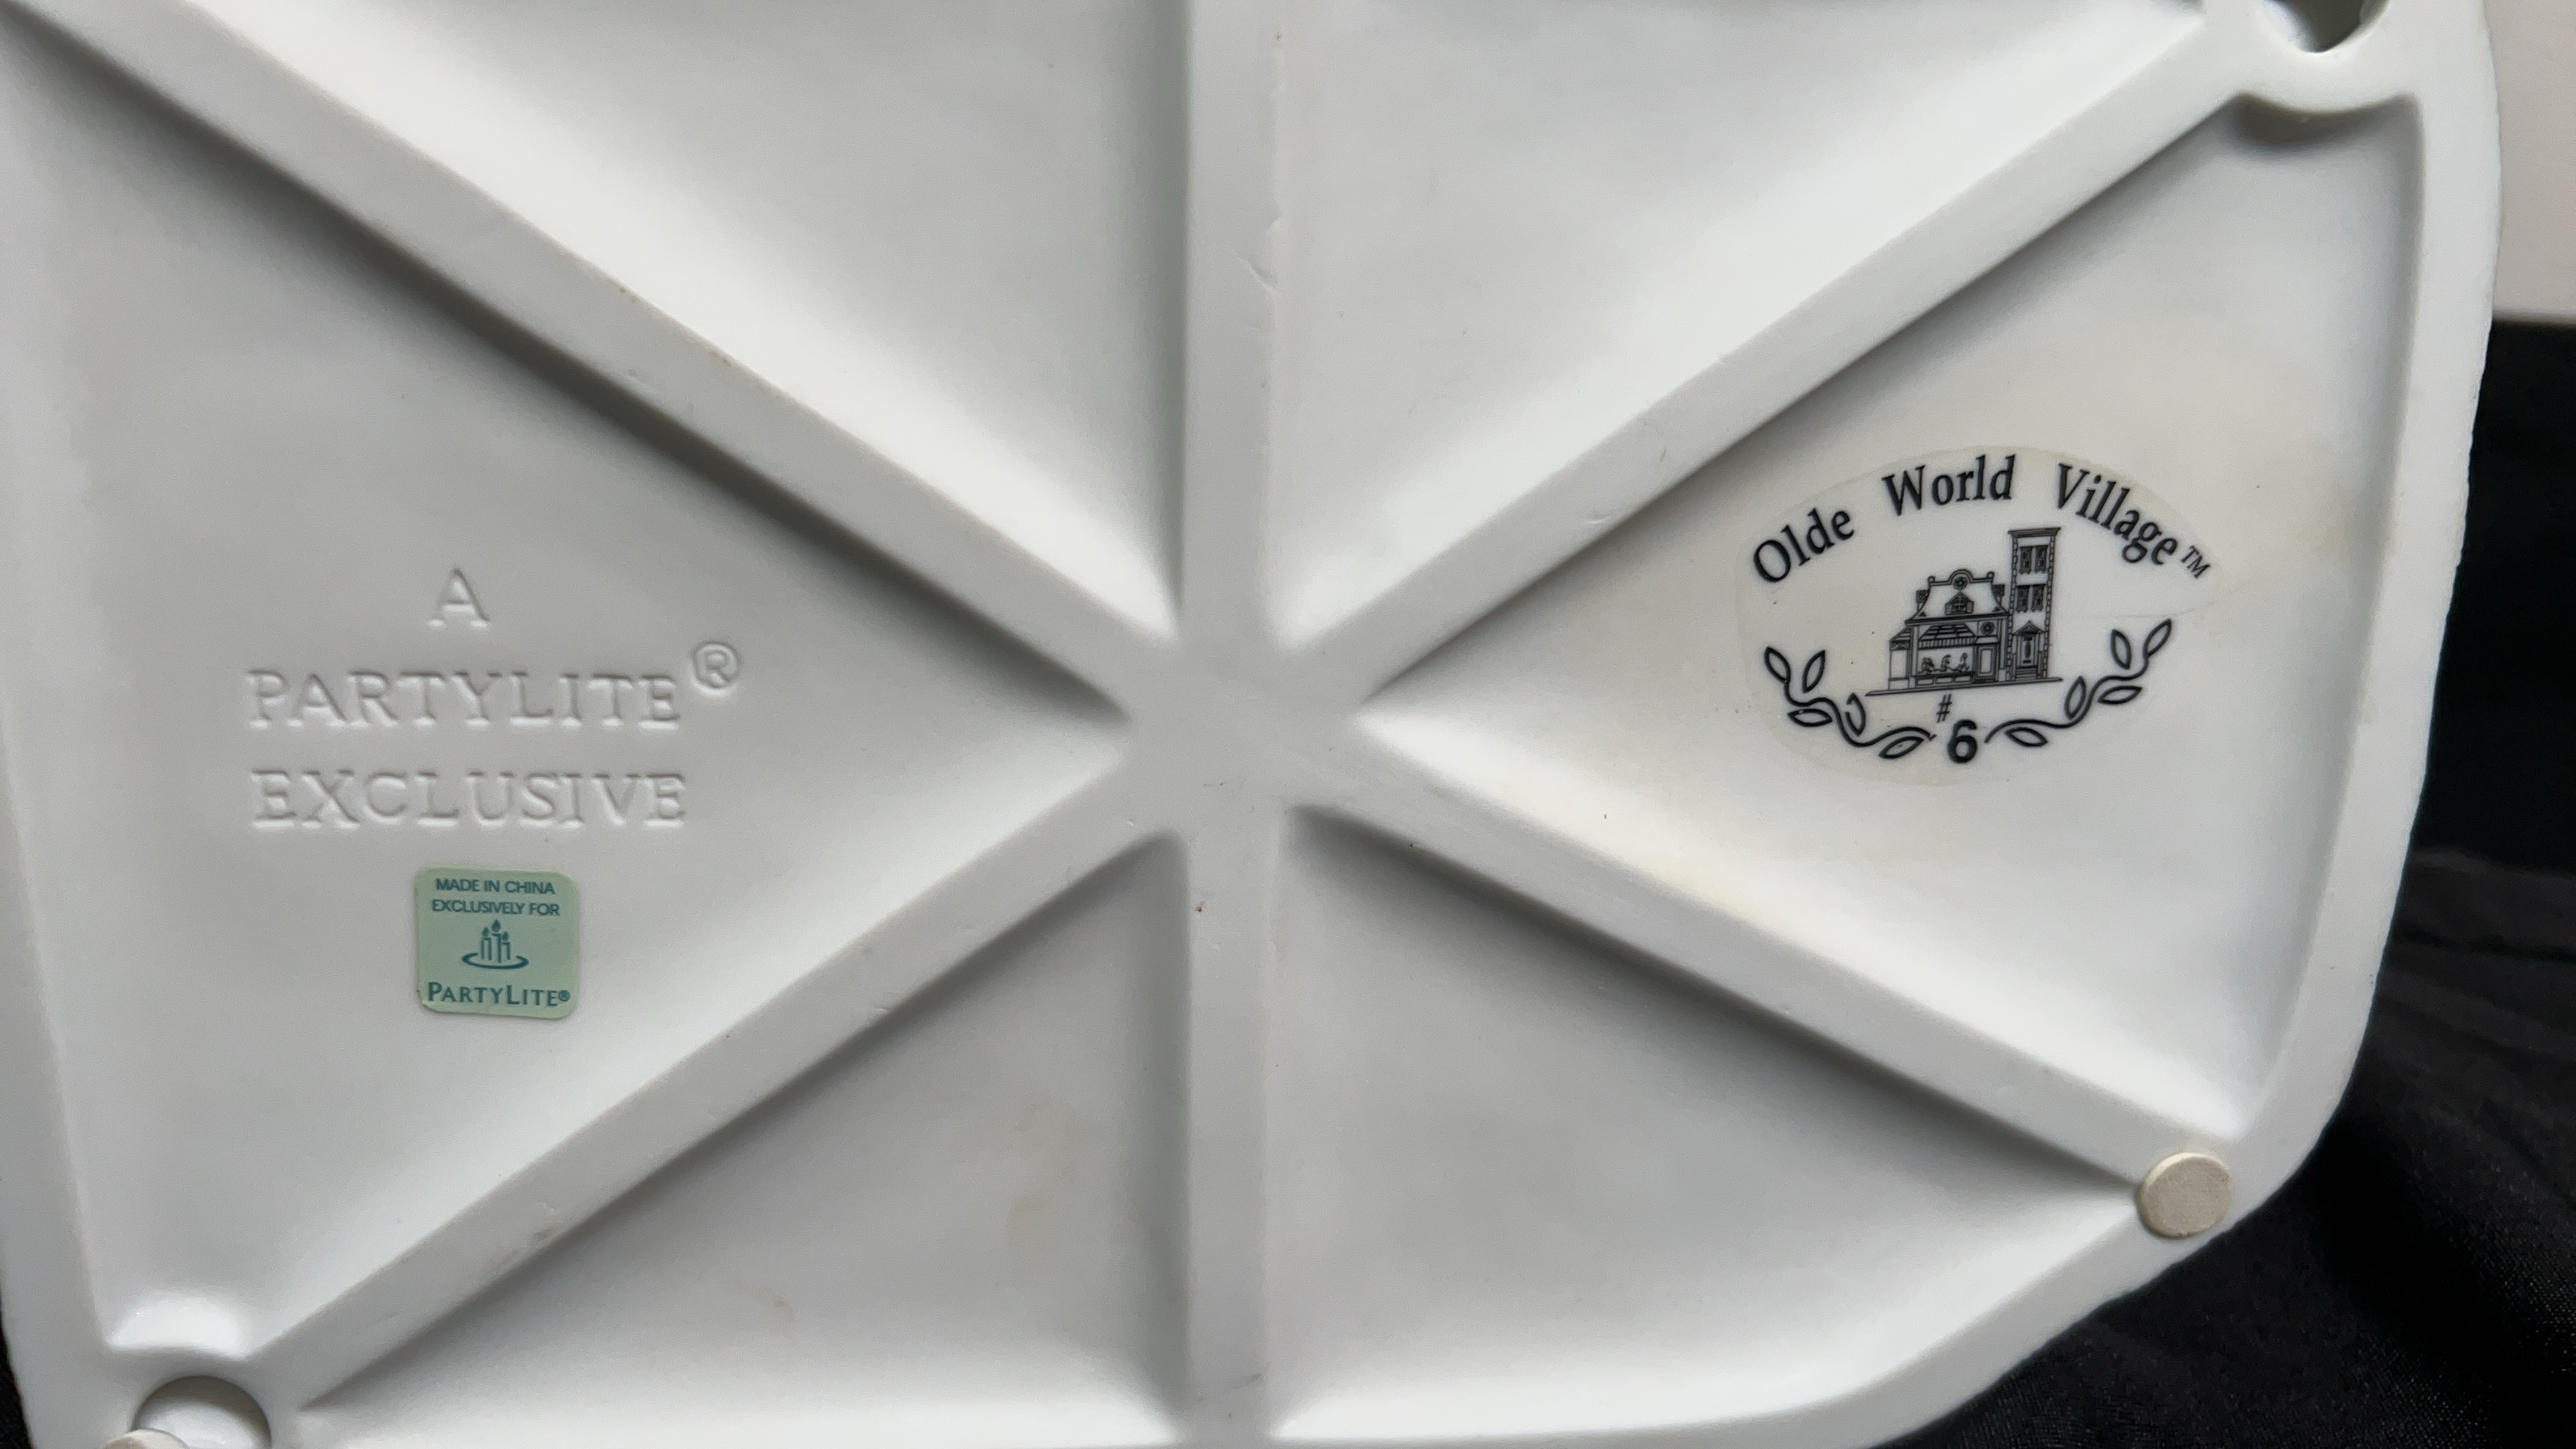 A
PARTYLITE®
EXCLUSIVE
MADE IN CHINA
EXCLUSIVELY FOR
PARTYLITE®
Olde World Village™
#
6